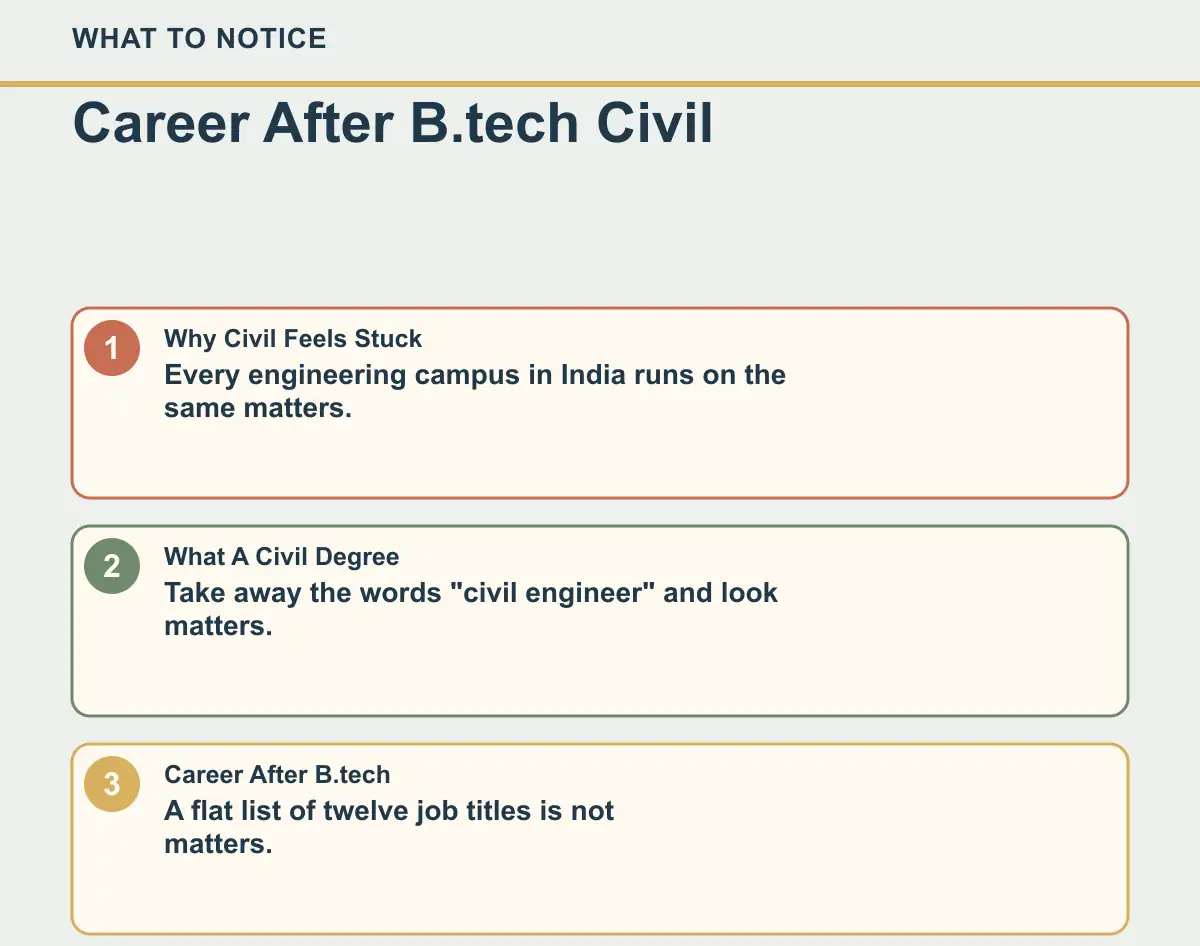 WHAT TO NOTICE
Career After B.tech Civil
1
Why Civil Feels Stuck
Every engineering campus in India runs on the
same matters.
2
What A Civil Degree
Take away the words "civil engineer" and look
matters.
3
Career After B.tech
A flat list of twelve job titles is not
matters.